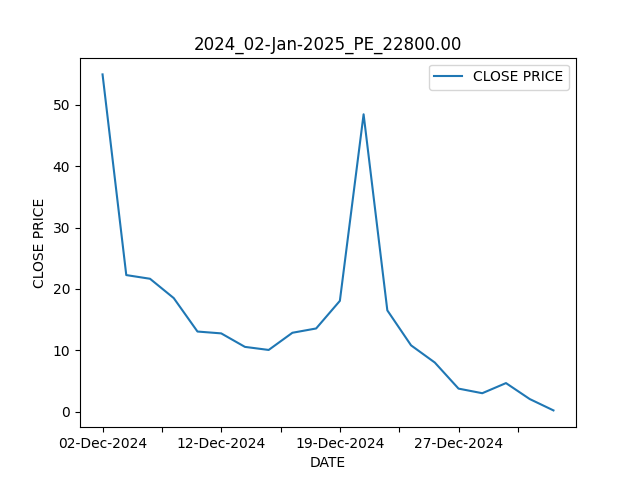 2024_02-Jan-2025_PE_22800.00
CLOSE PRICE
50
40
30
20
10
0
CLOSE PRICE
02-Dec-2024
12-Dec-2024
19-Dec-2024
27-Dec-2024
DATE